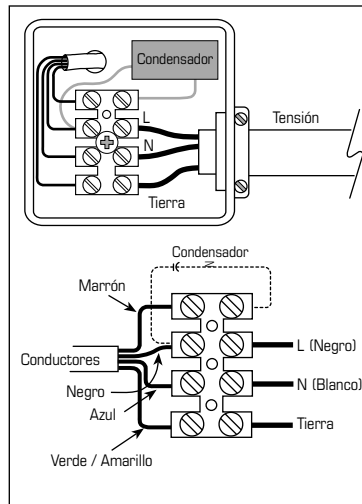 Condensador
L
Tensión
N
Tierra
Condensador
Marrón
L (Negro)
Conductores
Negro
N (Blanco)
Azul
Tierra
Verde / Amarillo